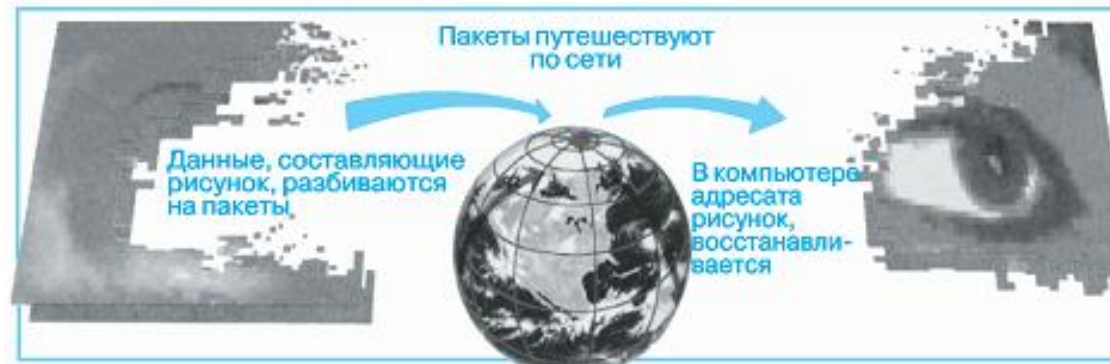 Пакеты путешествуют
по сети
Данные, составляющие
рисунок, разбиваются
на пакеты
В компьютере
адресата
рисунок,
восстанавли-
вается